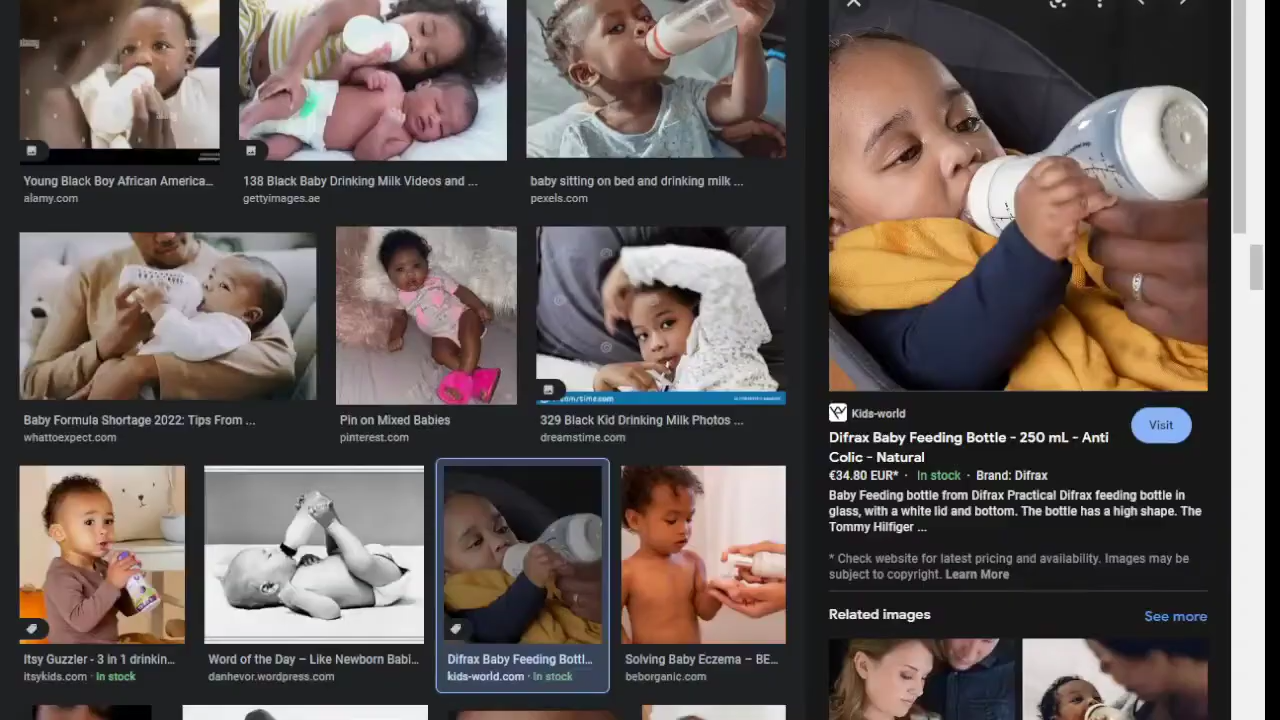 Young Black Boy African America...
alamy.com
138 Black Baby Drinking Milk Videos and ...
gettyimages.ae
baby sitting on bed and drinking milk ...
pexels.com
Baby Formula Shortage 2022: Tips From ...
whattoexpect.com
Pin on Mixed Babies
pinterest.com
329 Black Kid Drinking Milk Photos ...
dreamstime.com
Itsy Guzzler - 3 in 1 drinkin...
itsykids.com · In stock
Word of the Day – Like Newborn Babi...
danhevor.wordpress.com
Difrax Baby Feeding Bottl...
kids-world.com · In stock
Solving Baby Eczema – BE...
beborganic.com
Kids-world
Visit
Difrax Baby Feeding Bottle - 250 mL - Anti
Colic - Natural
€34.80 EUR* · In stock · Brand: Difrax
Baby Feeding bottle from Difrax Practical Difrax feeding bottle in
glass, with a white lid and bottom. The bottle has a high shape. The
Tommy Hilfiger ...
* Check website for latest pricing and availability. Images may be
subject to copyright. Learn More
Related images
See more